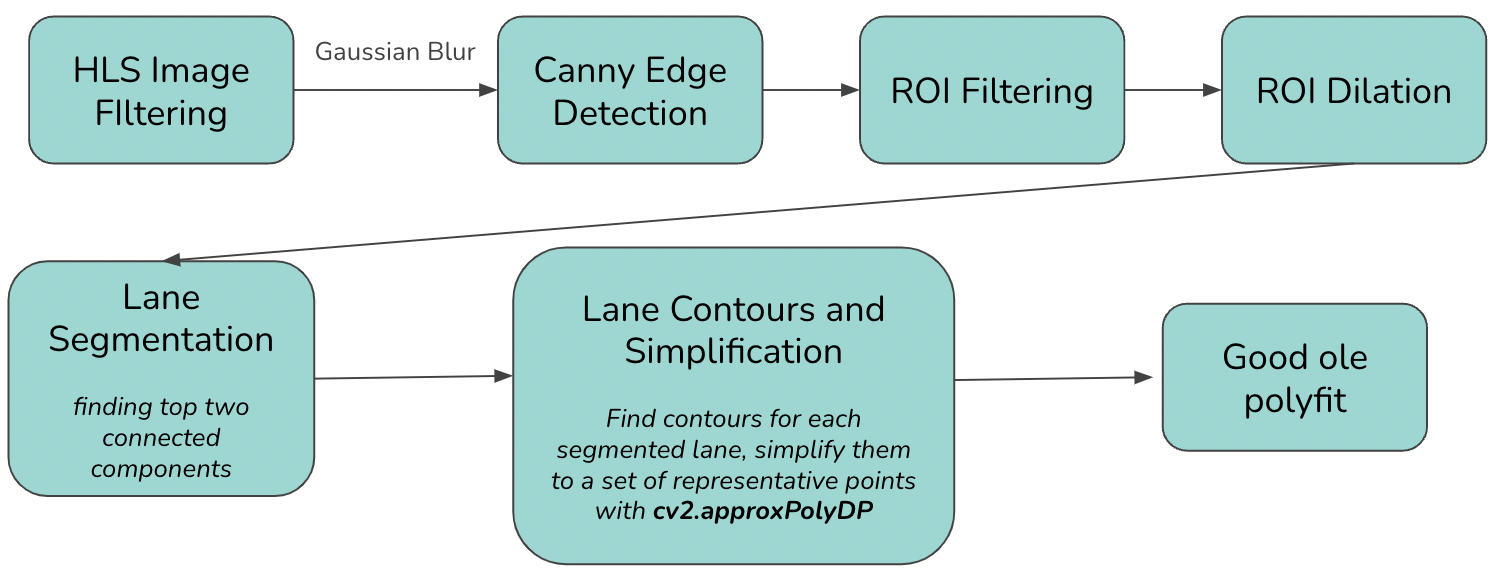 HLS Image
FIltering
Gaussian Blur
Canny Edge
Detection
ROI Filtering
ROI Dilation
Lane
Segmentation
finding top two
connected
components
Lane Contours and
Simplification
Find contours for each
segmented lane, simplify them
to a set of representative points
with cv2.approxPolyDP
Good ole
polyfit